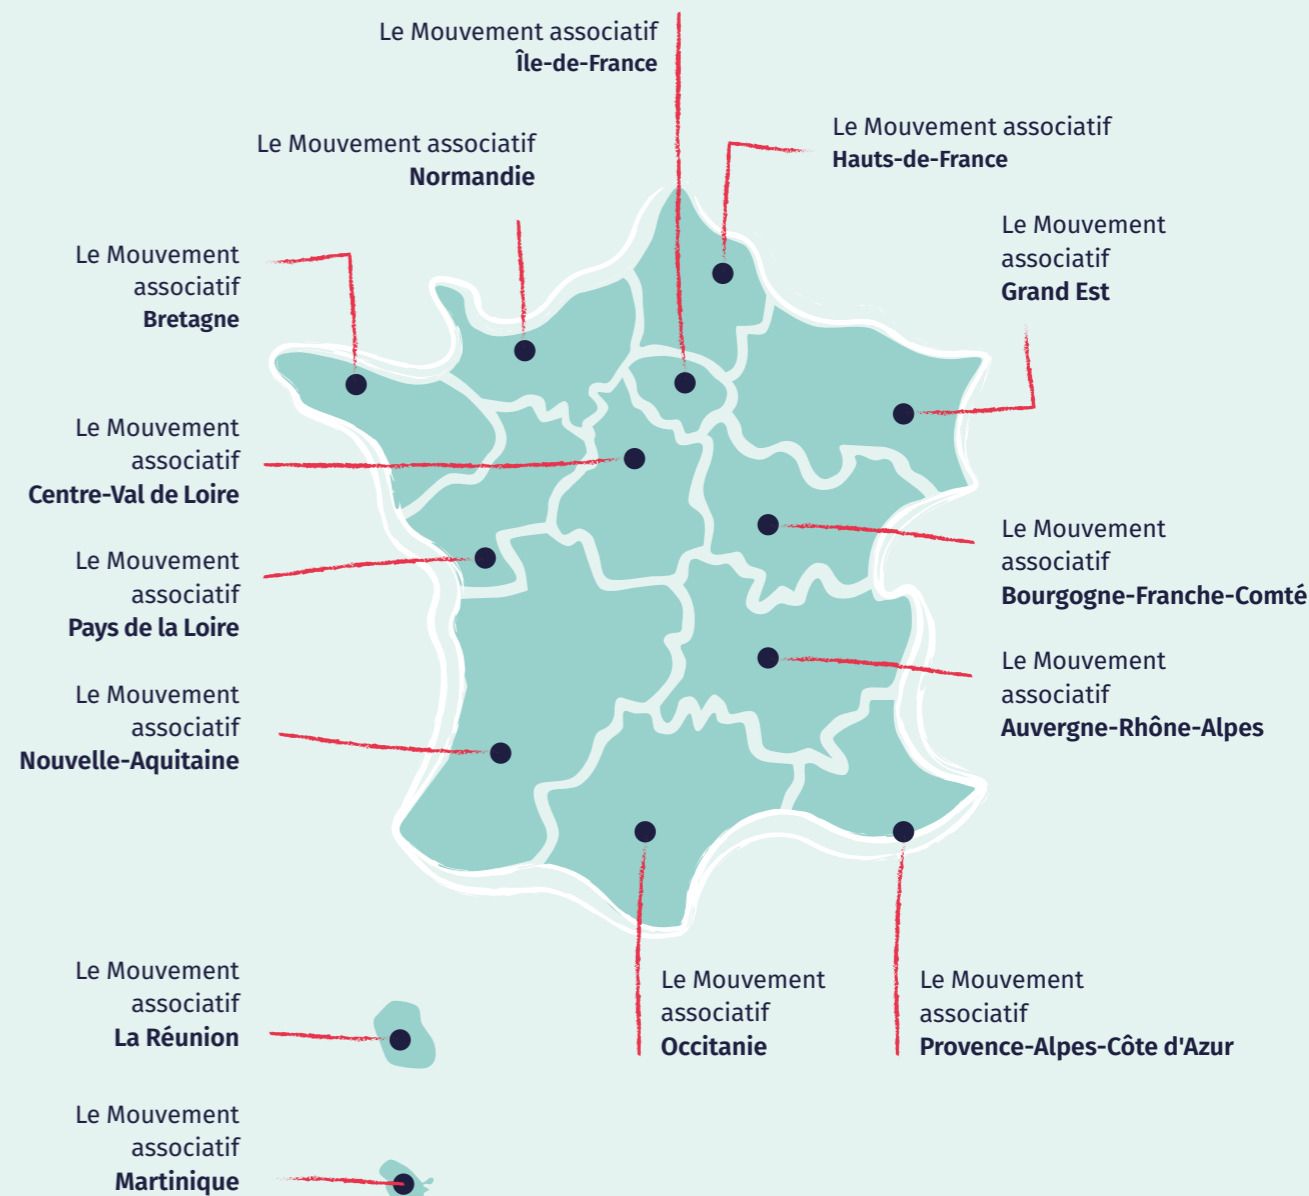 Le Mouvement associatif
Île-de-France
Le Mouvement associatif
Hauts-de-France
Le Mouvement associatif
Normandie
Le Mouvement
associatif
Grand Est
Le Mouvement
associatif
Bretagne
Le Mouvement
associatif
Centre-Val de Loire
Le Mouvement
associatif
Bourgogne-Franche-Comté
Le Mouvement
associatif
Pays de la Loire
Le Mouvement
associatif
Auvergne-Rhône-Alpes
Le Mouvement
associatif
Nouvelle-Aquitaine
Le Mouvement
associatif
La Réunion
Le Mouvement
associatif
Occitanie
Le Mouvement
associatif
Provence-Alpes-Côte d'Azur
Le Mouvement
associatif
Martinique